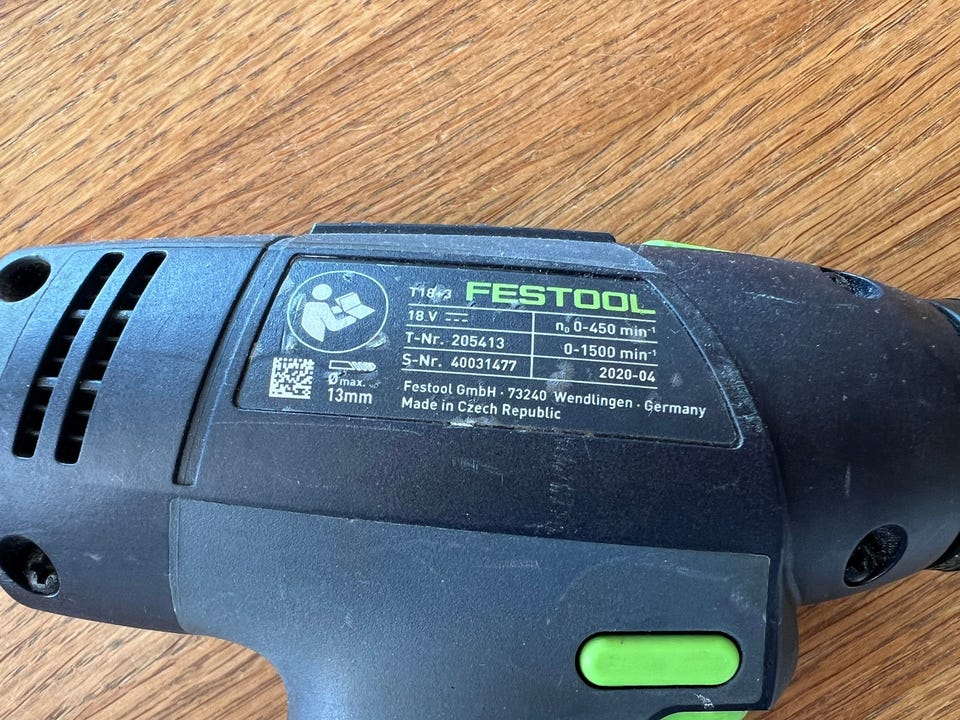 T18+3 FESTOOL
18 V ⎓ n₀ 0-450 min⁻¹
T-Nr. 205413 0-1500 min⁻¹
S-Nr. 40031477 2020-04
Ø max.
13mm
Festool GmbH · 73240 Wendlingen · Germany
Made in Czech Republic